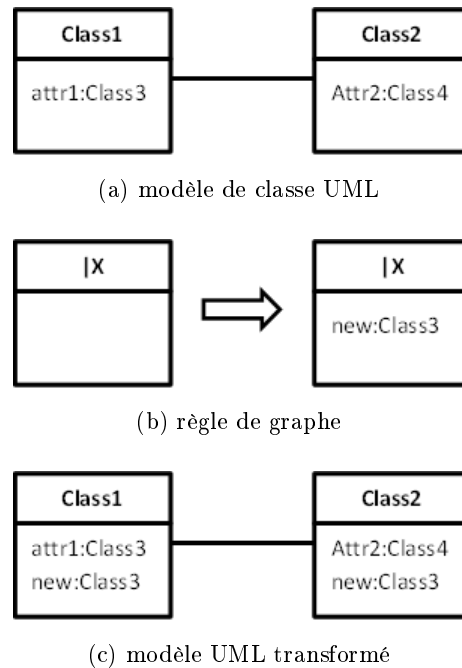 Class1 Class2
attr1:Class3 Attr2:Class4
(a) modèle de classe UML
|X |X
new:Class3
(b) règle de graphe
Class1 Class2
attr1:Class3 Attr2:Class4
new:Class3 new:Class3
(c) modèle UML transformé